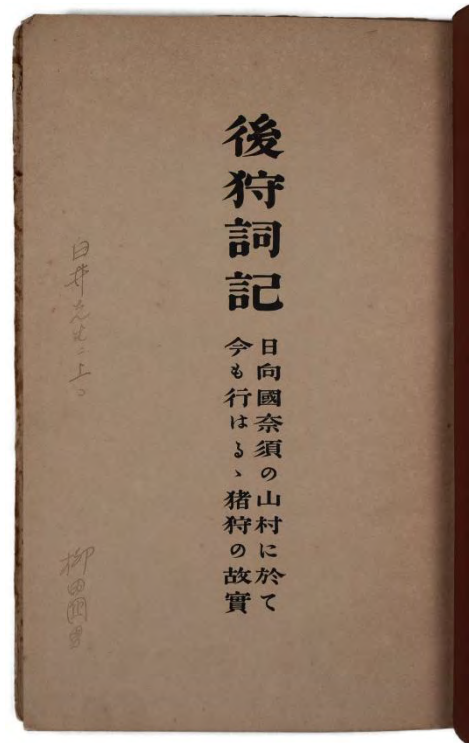 後狩詞記
日向國奈須の山村に於て
今も行はるゝ猪狩の故實
白井先生ニ上る
柳田國男